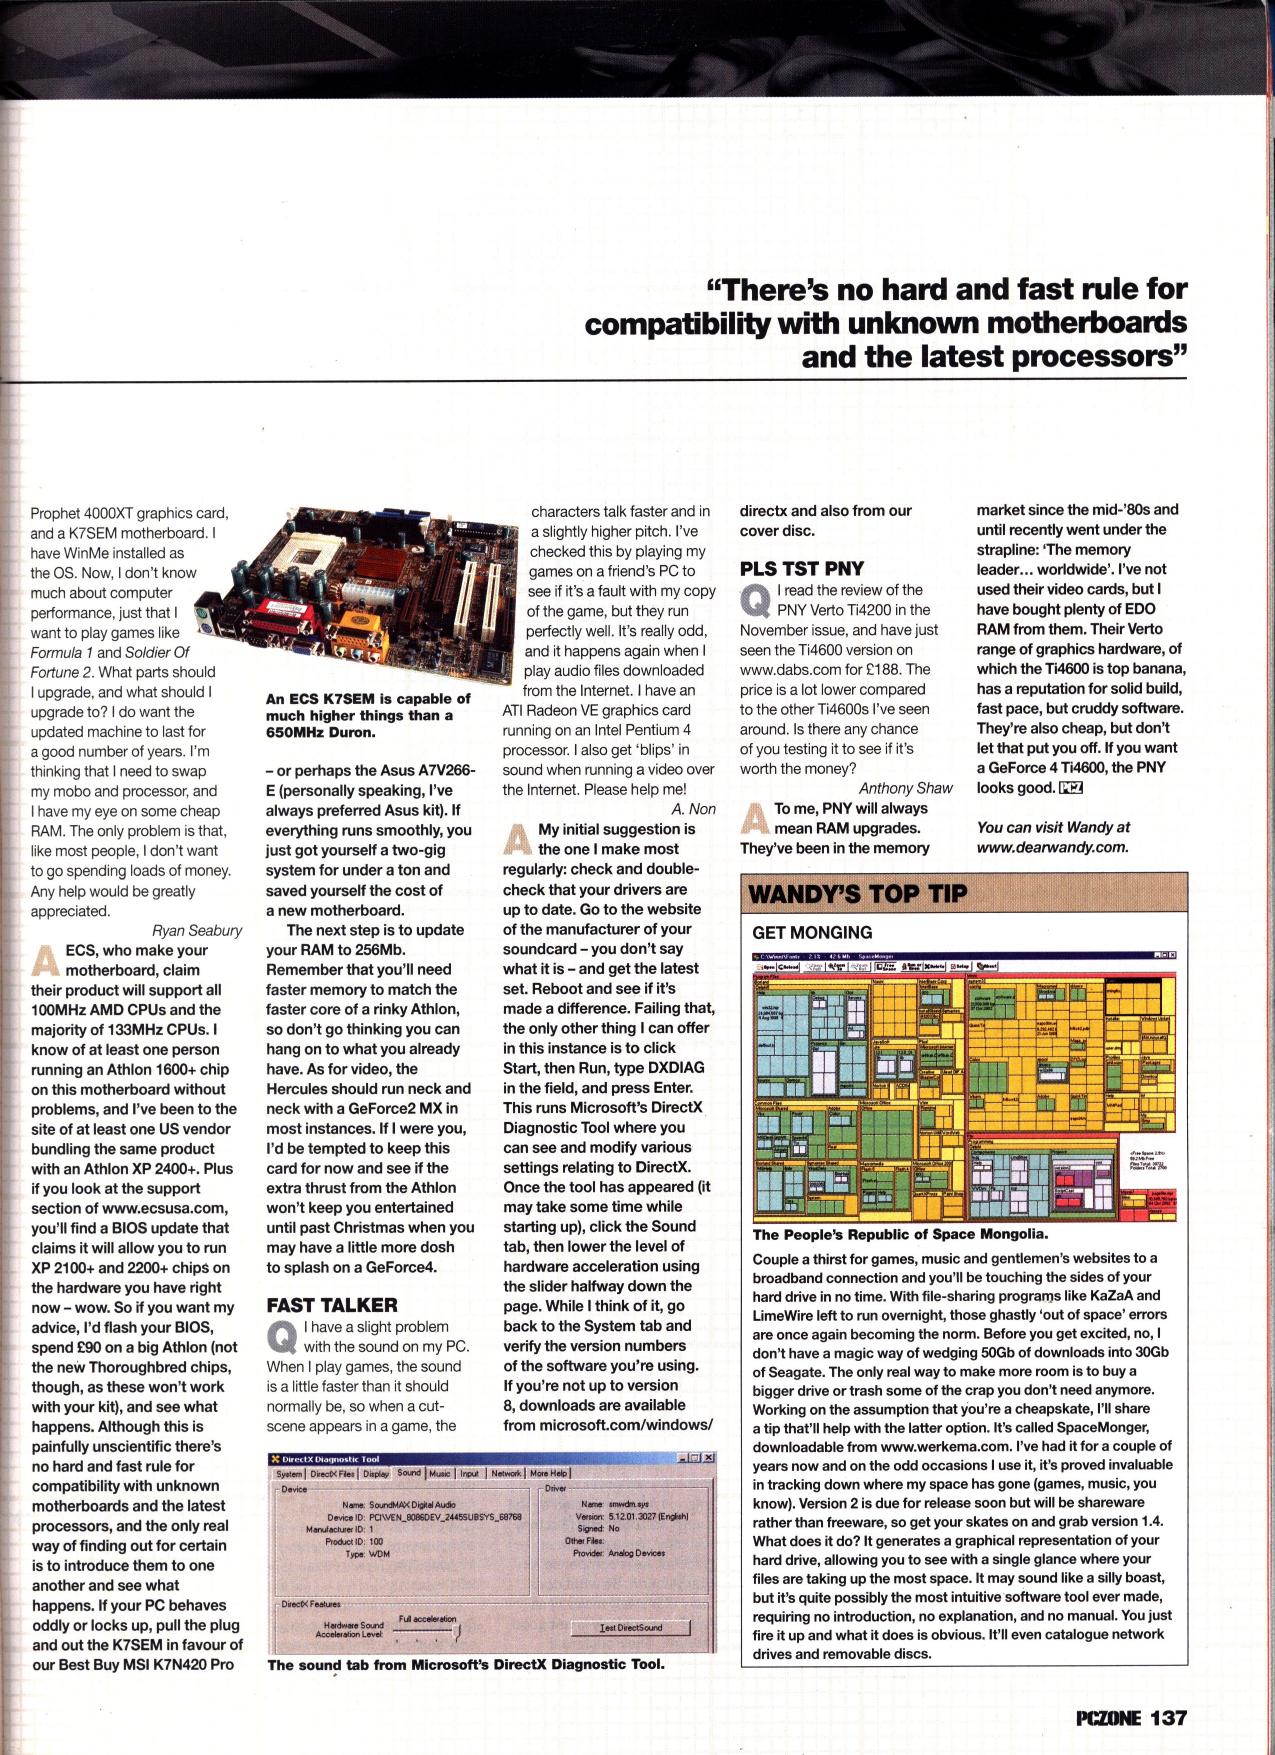 “There’s no hard and fast rule for
compatibility with unknown motherboards
and the latest processors”
Prophet 4000XT graphics card,
and a K7SEM motherboard. I
have WinMe installed as
the OS. Now, I don’t know
much about computer
performance, just that I
want to play games like
Formula 1 and Soldier Of
Fortune 2. What parts should
I upgrade, and what should I
upgrade to? I do want the
updated machine to last for
a good number of years. I’m
thinking that I need to swap
my mobo and processor, and
I have my eye on some cheap
RAM. The only problem is that,
like most people, I don’t want
to go spending loads of money.
Any help would be greatly
appreciated.
Ryan Seabury
A ECS, who make your
motherboard, claim
their product will support all
100MHz AMD CPUs and the
majority of 133MHz CPUs. I
know of at least one person
running an Athlon 1600+ chip
on this motherboard without
problems, and I’ve been to the
site of at least one US vendor
bundling the same product
with an Athlon XP 2400+. Plus
if you look at the support
section of www.ecsusa.com,
you’ll find a BIOS update that
claims it will allow you to run
XP 2100+ and 2200+ chips on
the hardware you have right
now – wow. So if you want my
advice, I’d flash your BIOS,
spend £90 on a big Athlon (not
the new Thoroughbred chips,
though, as these won’t work
with your kit), and see what
happens. Although this is
painfully unscientific there’s
no hard and fast rule for
compatibility with unknown
motherboards and the latest
processors, and the only real
way of finding out for certain
is to introduce them to one
another and see what
happens. If your PC behaves
oddly or locks up, pull the plug
and out the K7SEM in favour of
our Best Buy MSI K7N420 Pro
An ECS K7SEM is capable of
much higher things than a
650MHz Duron.
– or perhaps the Asus A7V266-
E (personally speaking, I’ve
always preferred Asus kit). If
everything runs smoothly, you
just got yourself a two-gig
system for under a ton and
saved yourself the cost of
a new motherboard.
The next step is to update
your RAM to 256Mb.
Remember that you’ll need
faster memory to match the
faster core of a rinky Athlon,
so don’t go thinking you can
hang on to what you already
have. As for video, the
Hercules should run neck and
neck with a GeForce2 MX in
most instances. If I were you,
I’d be tempted to keep this
card for now and see if the
extra thrust from the Athlon
won’t keep you entertained
until past Christmas when you
may have a little more dosh
to splash on a GeForce4.
FAST TALKER
Q I have a slight problem
with the sound on my PC.
When I play games, the sound
is a little faster than it should
normally be, so when a cut-
scene appears in a game, the
characters talk faster and in
a slightly higher pitch. I’ve
checked this by playing my
games on a friend’s PC to
see if it’s a fault with my copy
of the game, but they run
perfectly well. It’s really odd,
and it happens again when I
play audio files downloaded
from the Internet. I have an
ATI Radeon VE graphics card
running on an Intel Pentium 4
processor. I also get ‘blips’ in
sound when running a video over
the Internet. Please help me!
A. Non
A My initial suggestion is
the one I make most
regularly: check and double-
check that your drivers are
up to date. Go to the website
of the manufacturer of your
soundcard – you don’t say
what it is – and get the latest
set. Reboot and see if it’s
made a difference. Failing that,
the only other thing I can offer
in this instance is to click
Start, then Run, type DXDIAG
in the field, and press Enter.
This runs Microsoft’s DirectX
Diagnostic Tool where you
can see and modify various
settings relating to DirectX.
Once the tool has appeared (it
may take some time while
starting up), click the Sound
tab, then lower the level of
hardware acceleration using
the slider halfway down the
page. While I think of it, go
back to the System tab and
verify the version numbers
of the software you’re using.
If you’re not up to version
8, downloads are available
from microsoft.com/windows/
DirectX Diagnostic Tool
System DirectX Files Display Sound Music Input Network More Help
Device
Name: SoundMAX Digital Audio
Device ID: PCI\VEN_8086DEV_2445SUBSYS_68768
Manufacturer ID: 1
Product ID: 100
Type: WDM
Driver
Name: smwdm.sys
Version: 5.12.01.3027 (English)
Signed: No
Other Files:
Provider: Analog Devices
DirectX Features
Hardware Sound
Acceleration Level:
Full acceleration
Test DirectSound
The sound tab from Microsoft’s DirectX Diagnostic Tool.
directx and also from our
cover disc.
PLS TST PNY
Q I read the review of the
PNY Verto Ti4200 in the
November issue, and have just
seen the Ti4600 version on
www.dabs.com for £188. The
price is a lot lower compared
to the other Ti4600s I’ve seen
around. Is there any chance
of you testing it to see if it’s
worth the money?
Anthony Shaw
A To me, PNY will always
mean RAM upgrades.
They’ve been in the memory
market since the mid-’80s and
until recently went under the
strapline: ‘The memory
leader... worldwide’. I’ve not
used their video cards, but I
have bought plenty of EDO
RAM from them. Their Verto
range of graphics hardware, of
which the Ti4600 is top banana,
has a reputation for solid build,
fast pace, but cruddy software.
They’re also cheap, but don’t
let that put you off. If you want
a GeForce 4 Ti4600, the PNY
looks good. PCZ
You can visit Wandy at
www.dearwandy.com.
WANDY’S TOP TIP
GET MONGING
The People’s Republic of Space Mongolia.
Couple a thirst for games, music and gentlemen’s websites to a
broadband connection and you’ll be touching the sides of your
hard drive in no time. With file-sharing programs like KaZaA and
LimeWire left to run overnight, those ghastly ‘out of space’ errors
are once again becoming the norm. Before you get excited, no, I
don’t have a magic way of wedging 50Gb of downloads into 30Gb
of Seagate. The only real way to make more room is to buy a
bigger drive or trash some of the crap you don’t need anymore.
Working on the assumption that you’re a cheapskate, I’ll share
a tip that’ll help with the latter option. It’s called SpaceMonger,
downloadable from www.werkema.com. I’ve had it for a couple of
years now and on the odd occasions I use it, it’s proved invaluable
in tracking down where my space has gone (games, music, you
know). Version 2 is due for release soon but will be shareware
rather than freeware, so get your skates on and grab version 1.4.
What does it do? It generates a graphical representation of your
hard drive, allowing you to see with a single glance where your
files are taking up the most space. It may sound like a silly boast,
but it’s quite possibly the most intuitive software tool ever made,
requiring no introduction, no explanation, and no manual. You just
fire it up and what it does is obvious. It’ll even catalogue network
drives and removable discs.
PCZONE 137